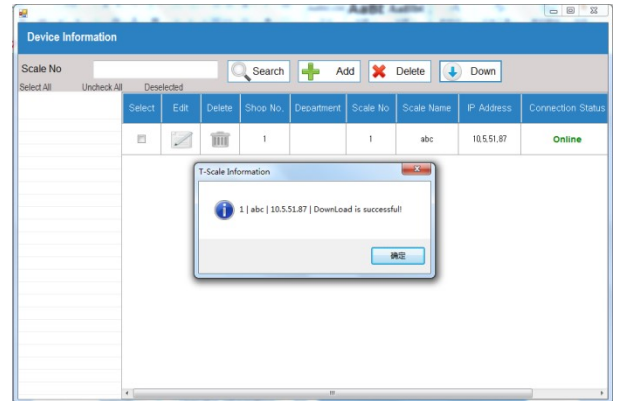 Device Information
Scale No
Search
Add
Delete
Down
Select All
Uncheck All
Deselected
Select
Edit
Delete
Shop No.
Department
Scale No
Scale Name
IP Address
Connection Status
1
1
abc
10.5.51.87
Online
T-Scale Information
1 | abc | 10.5.51.87 | DownLoad is successful!
确定